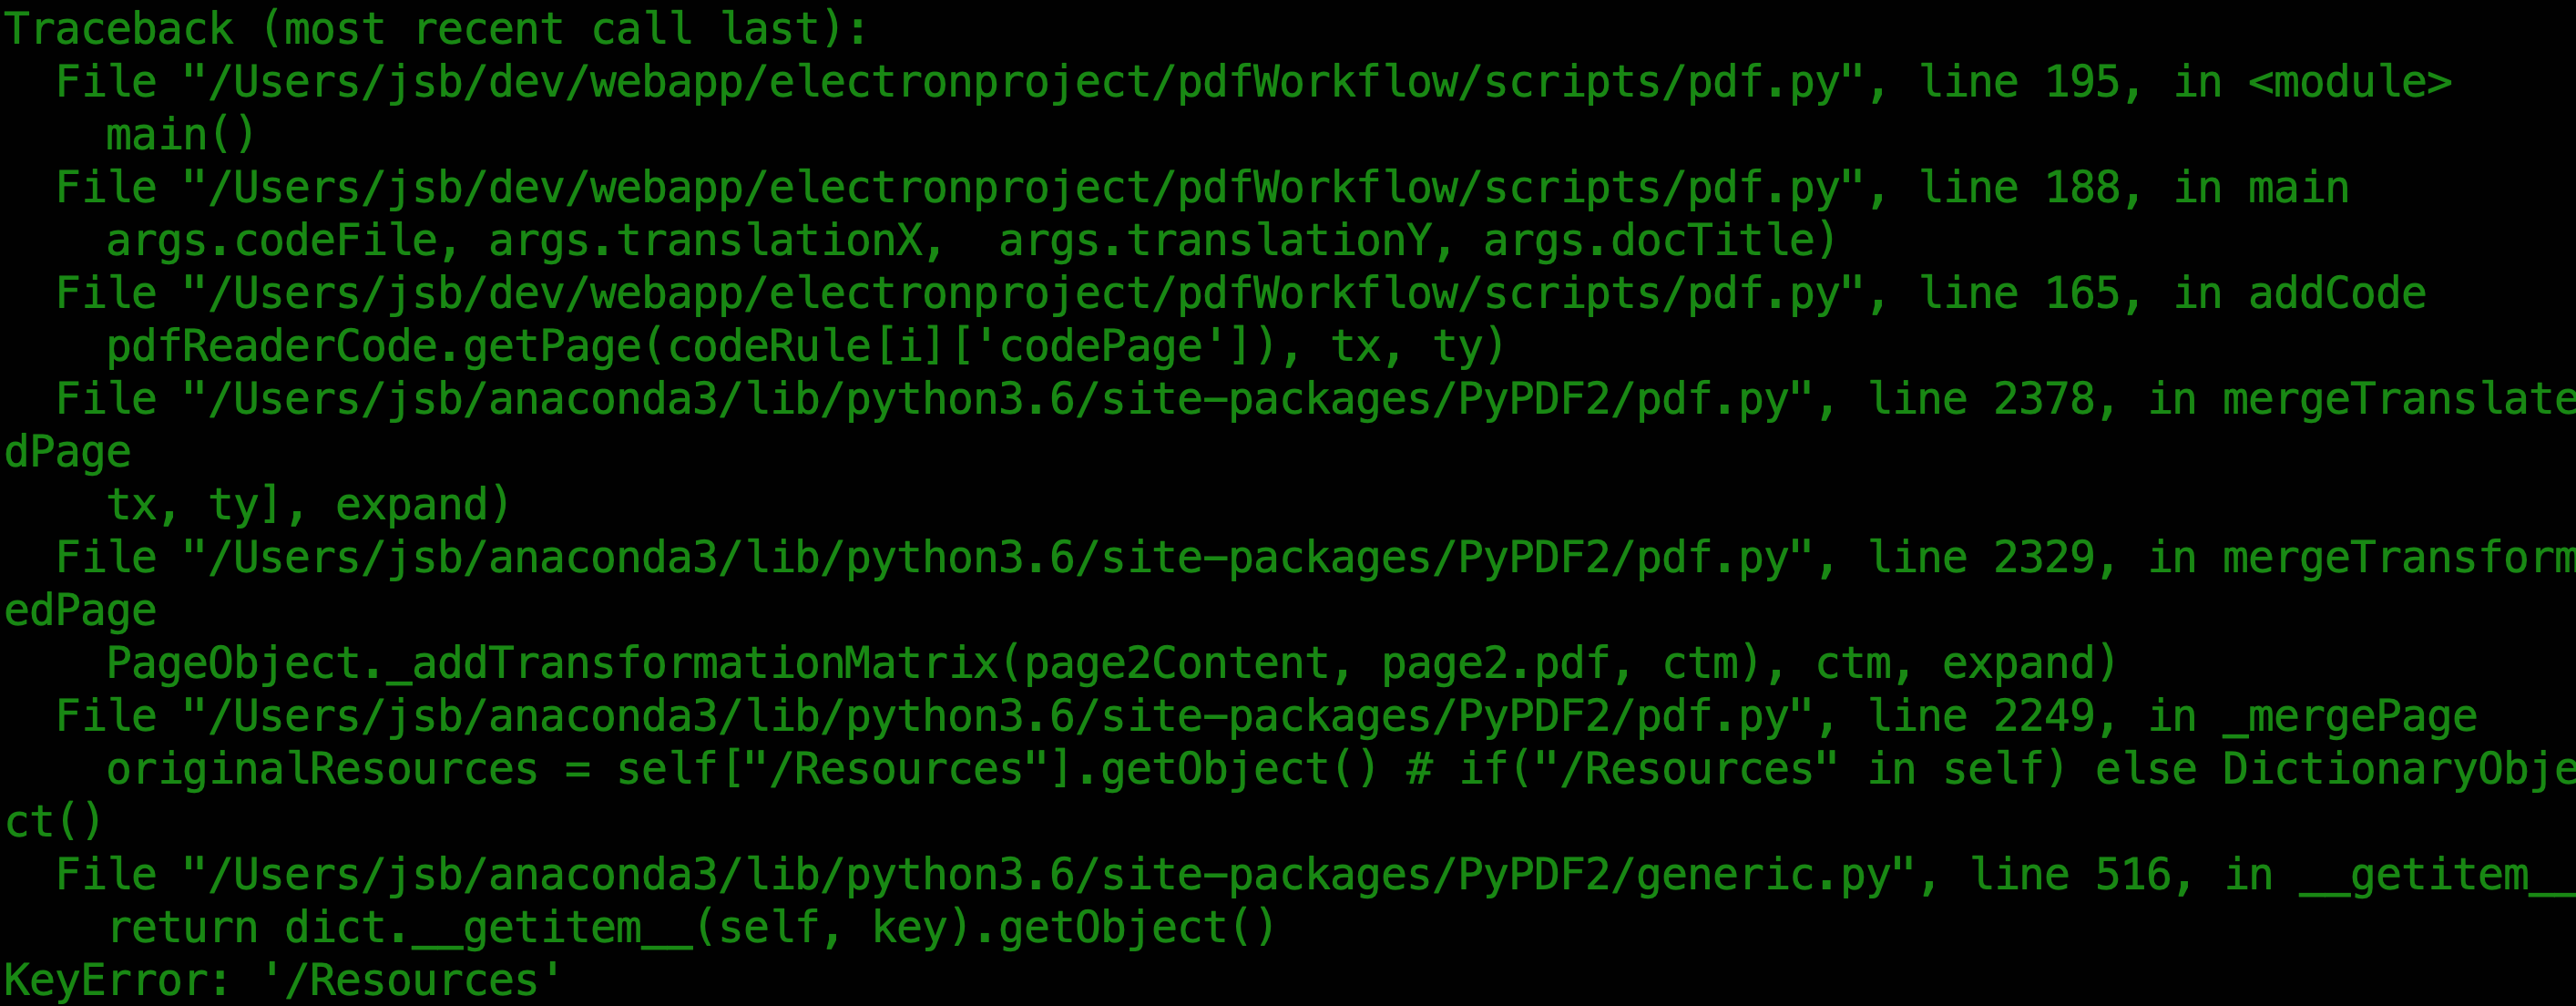 Traceback (most recent call last):
  File "/Users/jsb/dev/webapp/electronproject/pdfWorkflow/scripts/pdf.py", line 195, in <module>
    main()
  File "/Users/jsb/dev/webapp/electronproject/pdfWorkflow/scripts/pdf.py", line 188, in main
    args.codeFile, args.translationX,  args.translationY, args.docTitle)
  File "/Users/jsb/dev/webapp/electronproject/pdfWorkflow/scripts/pdf.py", line 165, in addCode
    pdfReaderCode.getPage(codeRule[i]['codePage']), tx, ty)
  File "/Users/jsb/anaconda3/lib/python3.6/site-packages/PyPDF2/pdf.py", line 2378, in mergeTranslate
dPage
    tx, ty], expand)
  File "/Users/jsb/anaconda3/lib/python3.6/site-packages/PyPDF2/pdf.py", line 2329, in mergeTransform
edPage
    PageObject._addTransformationMatrix(page2Content, page2.pdf, ctm), ctm, expand)
  File "/Users/jsb/anaconda3/lib/python3.6/site-packages/PyPDF2/pdf.py", line 2249, in _mergePage
    originalResources = self["/Resources"].getObject() # if("/Resources" in self) else DictionaryObje
ct()
  File "/Users/jsb/anaconda3/lib/python3.6/site-packages/PyPDF2/generic.py", line 516, in __getitem__
    return dict.__getitem__(self, key).getObject()
KeyError: '/Resources'